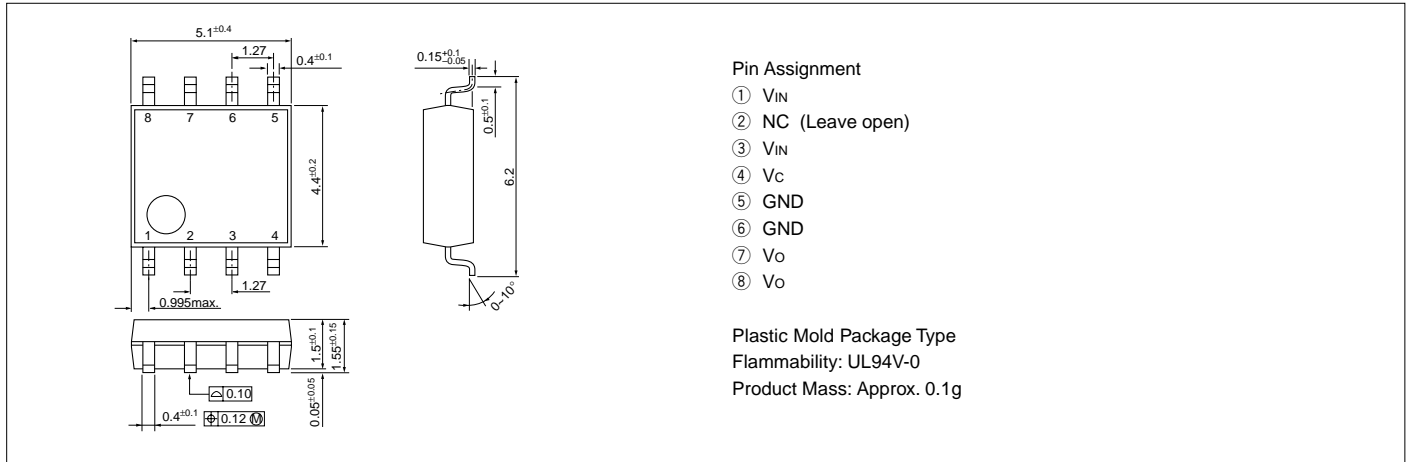 5.1±0.4
1.27
0.4±0.1
8 7 6 5
4.4±0.2
1 2 3 4
1.27
0.995max.
1.5±0.1
1.55±0.15
0.05±0.05
0.10
0.4±0.1
0.12 Ⓜ
0.15+0.1−0.05
0.5±0.1
6.2
0~10°
Pin Assignment
① VIN
② NC (Leave open)
③ VIN
④ VC
⑤ GND
⑥ GND
⑦ VO
⑧ VO
Plastic Mold Package Type
Flammability: UL94V-0
Product Mass: Approx. 0.1g